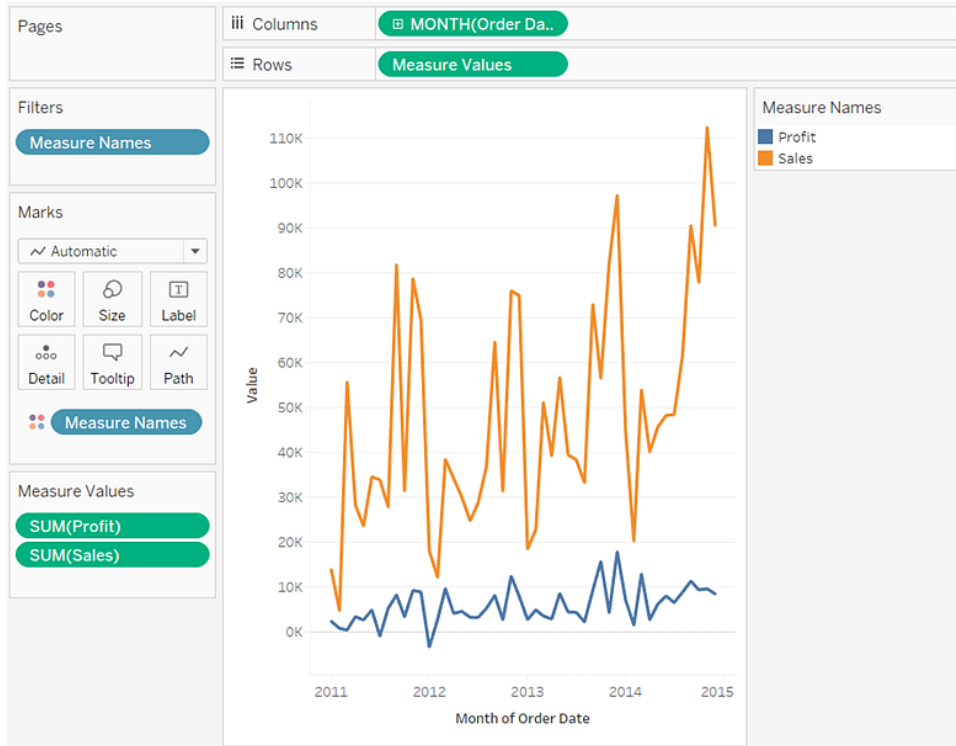 Pages
Columns
MONTH(Order Da..
Rows
Measure Values
Filters
Measure Names
Marks
Automatic
Color Size Label
Detail Tooltip Path
Measure Names
Measure Values
SUM(Profit)
SUM(Sales)
110K
100K
90K
80K
70K
60K
50K
40K
30K
20K
10K
0K
Value
2011 2012 2013 2014 2015
Month of Order Date
Measure Names
Profit
Sales